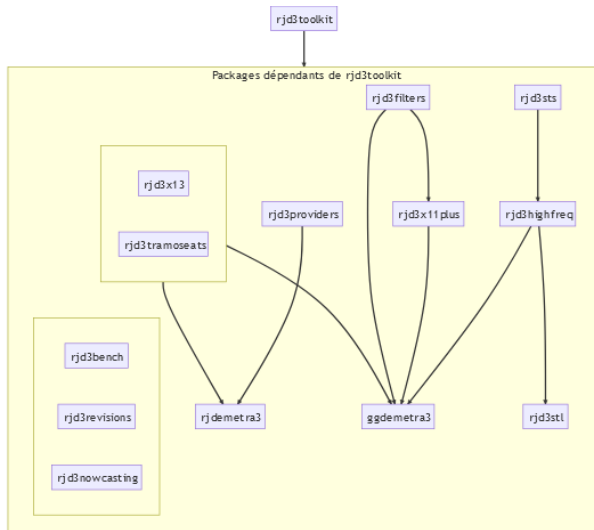 rjd3toolkit
Packages dépendants de rjd3toolkit
rjd3filters
rjd3sts
rjd3x13
rjd3providers
rjd3x11plus
rjd3highfreq
rjd3tramoseats
rjd3bench
rjd3revisions
rjdemetra3
ggdemetra3
rjd3stl
rjd3nowcasting